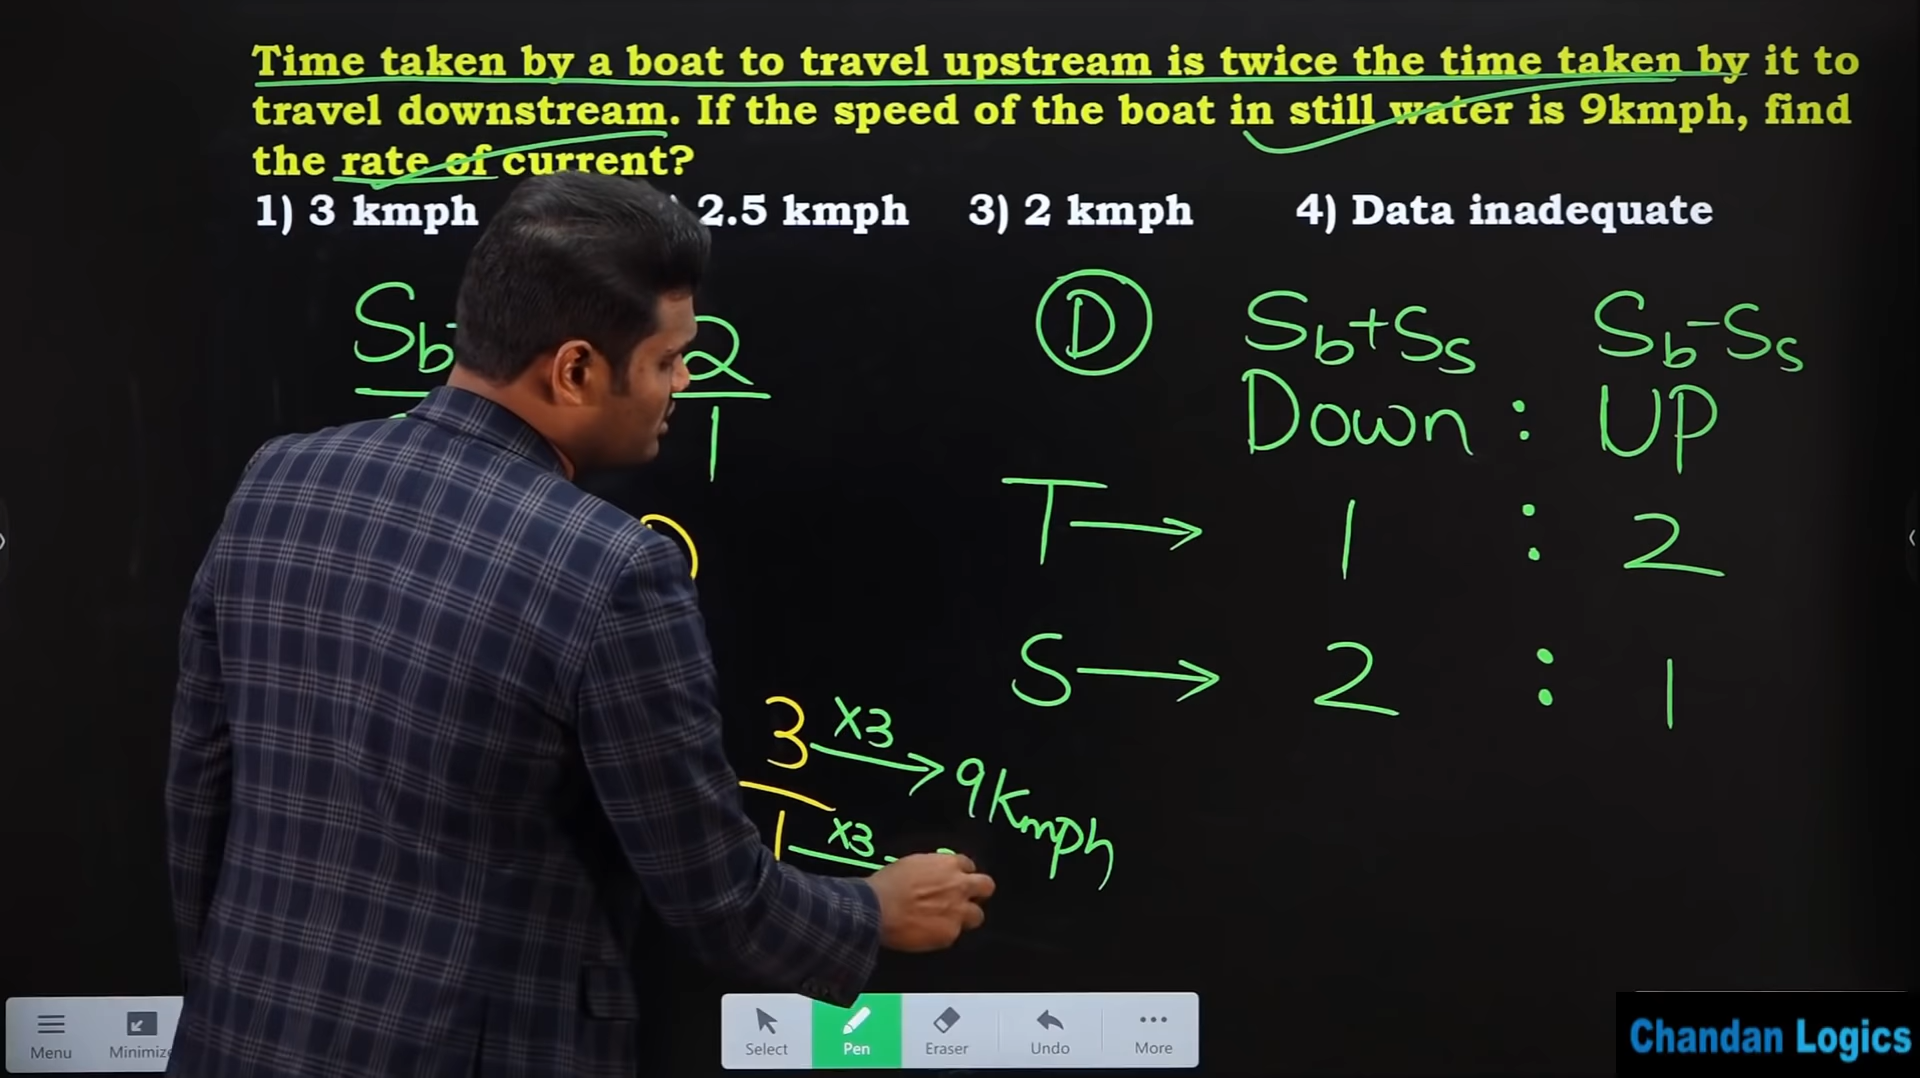 Time taken by a boat to travel upstream is twice the time taken by it to
travel downstream. If the speed of the boat in still water is 9kmph, find
the rate of current?
1) 3 kmph ) 2.5 kmph 3) 2 kmph 4) Data inadequate
Sb 2
1
D Sb+Ss Sb-Ss
Down : UP
T → 1 : 2
S → 2 : 1
3 x3 → 9Kmph
1 x3
Menu Minimize Select Pen Eraser Undo More
Chandan Logics